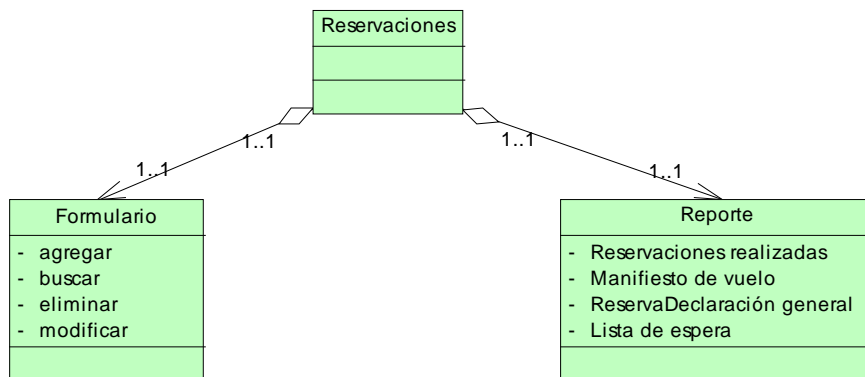 Reservaciones
1..1
1..1
1..1
1..1
Formulario
- agregar
- buscar
- eliminar
- modificar
Reporte
- Reservaciones realizadas
- Manifiesto de vuelo
- ReservaDeclaración general
- Lista de espera